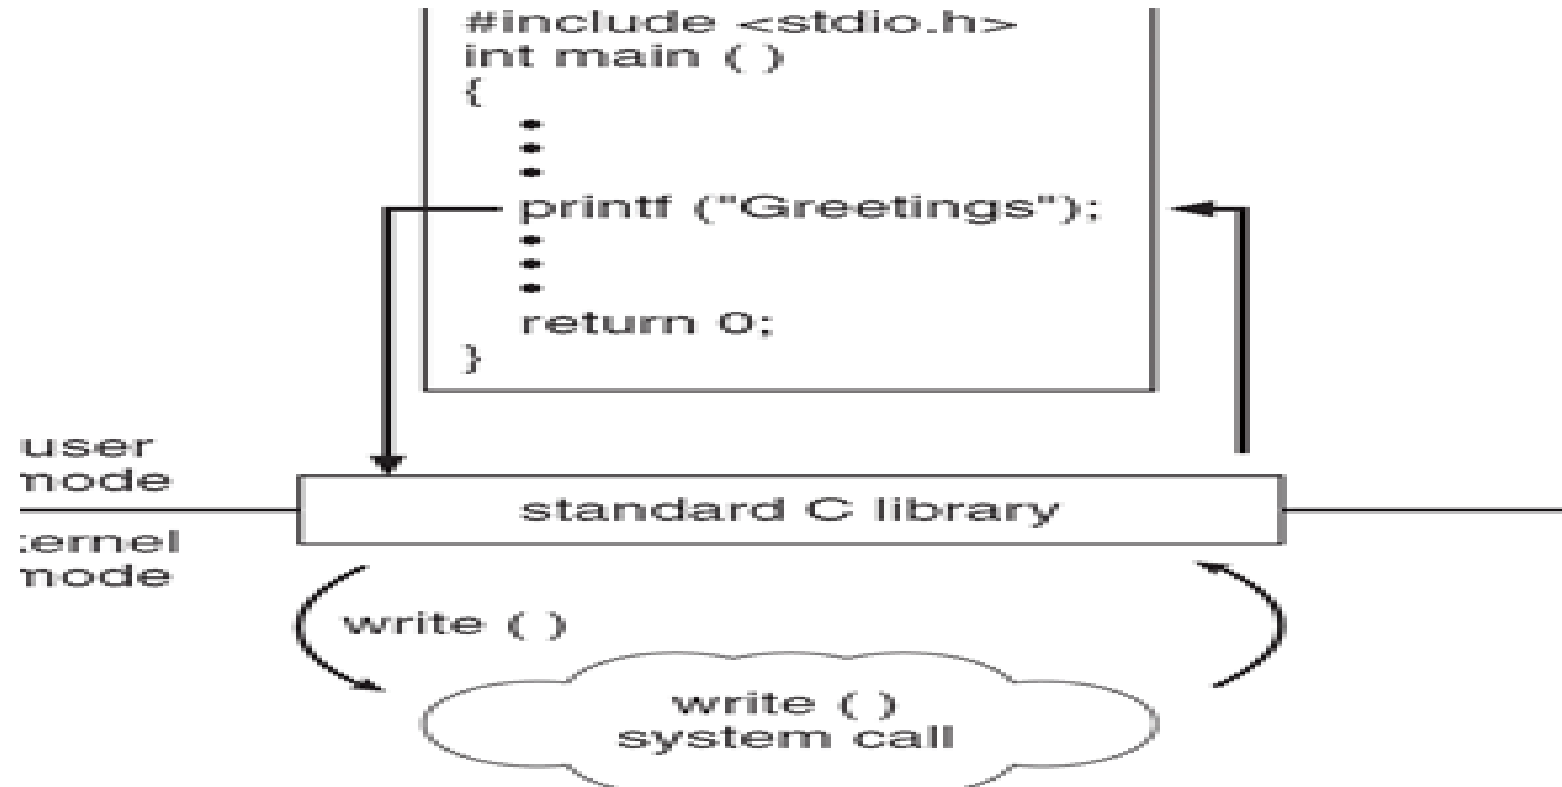 #include <stdio.h>
int main ( )
{
•
•
•
printf ("Greetings");
•
•
•
return 0;
}
user
mode
standard C library
kernel
mode
write ( )
write ( )
system call